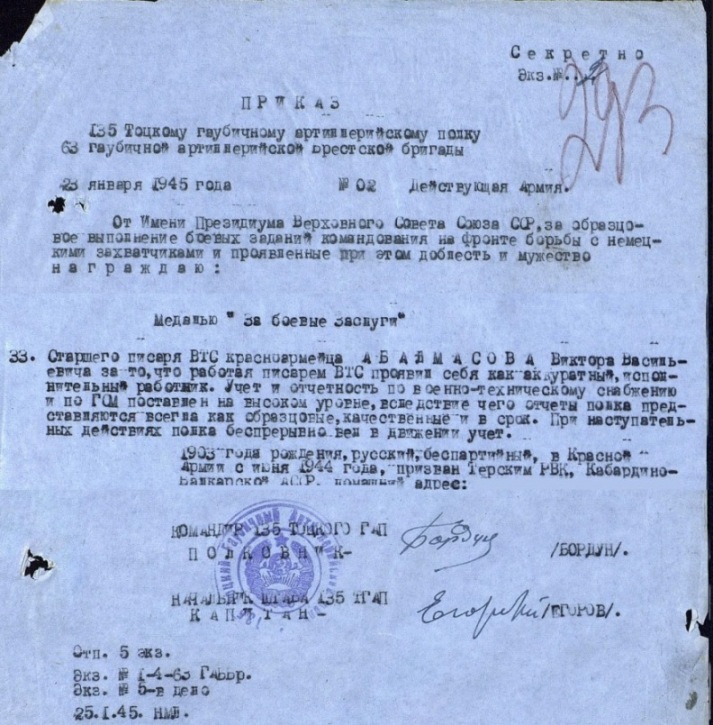 Секретно
Экз.№ 2
293
ПРИКАЗ
135 Тоцкому гаубичному артиллерийскому полку
63 гаубичной артиллерийской Брестской бригады
23 января 1945 года № 02 Действующая Армия.
От Имени Президиума Верховного Совета Союза ССР, за образцо-
вое выполнение боевых заданий командования на фронте борьбы с немец-
кими захватчиками и проявленные при этом доблесть и мужество
награждаю:
Медалью " За боевые Заслуги"
33. Старшего писаря ВТС красноармейца АБАЛМАСОВА Виктора Василь-
евича за то, что работая писарем ВТС проявил себя как аккуратный, испол-
нительный работник. Учет и отчетность по военно-техническому снабжению
и по ГСМ поставлен на высоком уровне, вследствие чего отчеты полка пред-
ставляются всегда как образцовые, качественные и в срок. При наступатель-
ных действиях полка беспрерывно вел в движении учет.
1903 года рождения, русский, беспартийный, в Красной
Армии с июня 1944 года, призван Терским РВК, Кабардино-
Балкарской АССР, домашний адрес:
КОМАНДИР 135 ТОЦКОГО ГАП
ПОЛКОВНИК- Бордун /БОРДУН/.
НАЧАЛЬНИК ШТАБА 135 ТГАП
КАПИТАН- Егоров /ЕГОРОВ/.
Отп. 5 экз.
Экз. № 1-4-63 ГАББр.
Экз. № 5-в дело
25.1.45. НМВ.